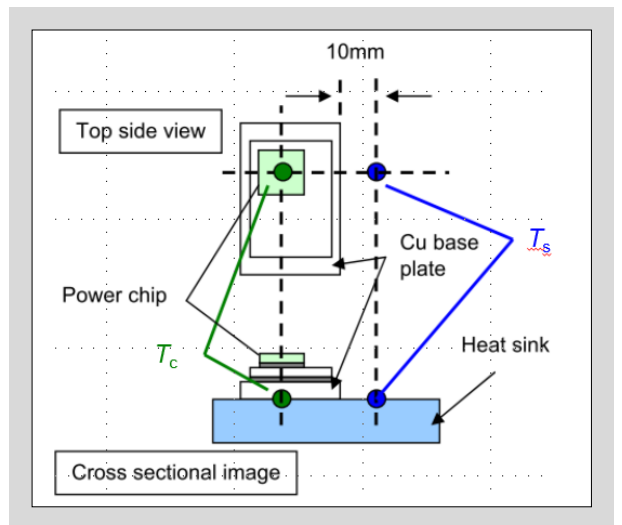 10mm
Top side view
Cu base
plate
Ts
Power chip
Tc
Heat sink
Cross sectional image